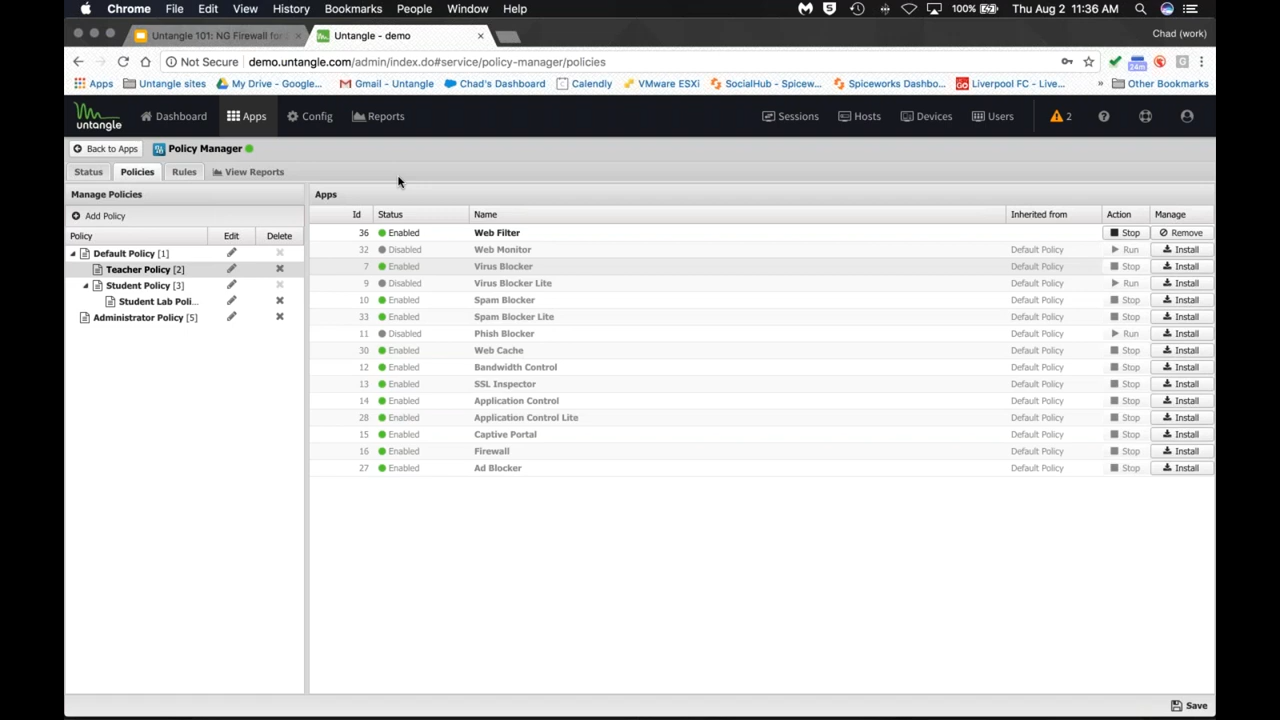 Chrome File Edit View History Bookmarks People Window Help 100% Thu Aug 2 11:36 AM
Untangle 101: NG Firewall for Untangle - demo Chad (work)
Not Secure demo.untangle.com/admin/index.do#service/policy-manager/policies
Apps Untangle sites My Drive - Google... Gmail - Untangle Chad's Dashboard Calendly VMware ESXi SocialHub - Spicew... Spiceworks Dashbo... Liverpool FC - Live... » Other Bookmarks
untangle Dashboard Apps Config Reports Sessions Hosts Devices Users 2
Back to Apps Policy Manager
Status Policies Rules View Reports
Manage Policies Apps
Add Policy Id Status Name Inherited from Action Manage
Policy Edit Delete 36 Enabled Web Filter Stop Remove
Default Policy [1] 32 Disabled Web Monitor Default Policy Run Install
Teacher Policy [2] 7 Enabled Virus Blocker Default Policy Stop Install
Student Policy [3] 9 Disabled Virus Blocker Lite Default Policy Run Install
Student Lab Poli... 10 Enabled Spam Blocker Default Policy Stop Install
Administrator Policy [5] 33 Enabled Spam Blocker Lite Default Policy Stop Install
11 Disabled Phish Blocker Default Policy Run Install
30 Enabled Web Cache Default Policy Stop Install
12 Enabled Bandwidth Control Default Policy Stop Install
13 Enabled SSL Inspector Default Policy Stop Install
14 Enabled Application Control Default Policy Stop Install
28 Enabled Application Control Lite Default Policy Stop Install
15 Enabled Captive Portal Default Policy Stop Install
16 Enabled Firewall Default Policy Stop Install
27 Enabled Ad Blocker Default Policy Stop Install
Save